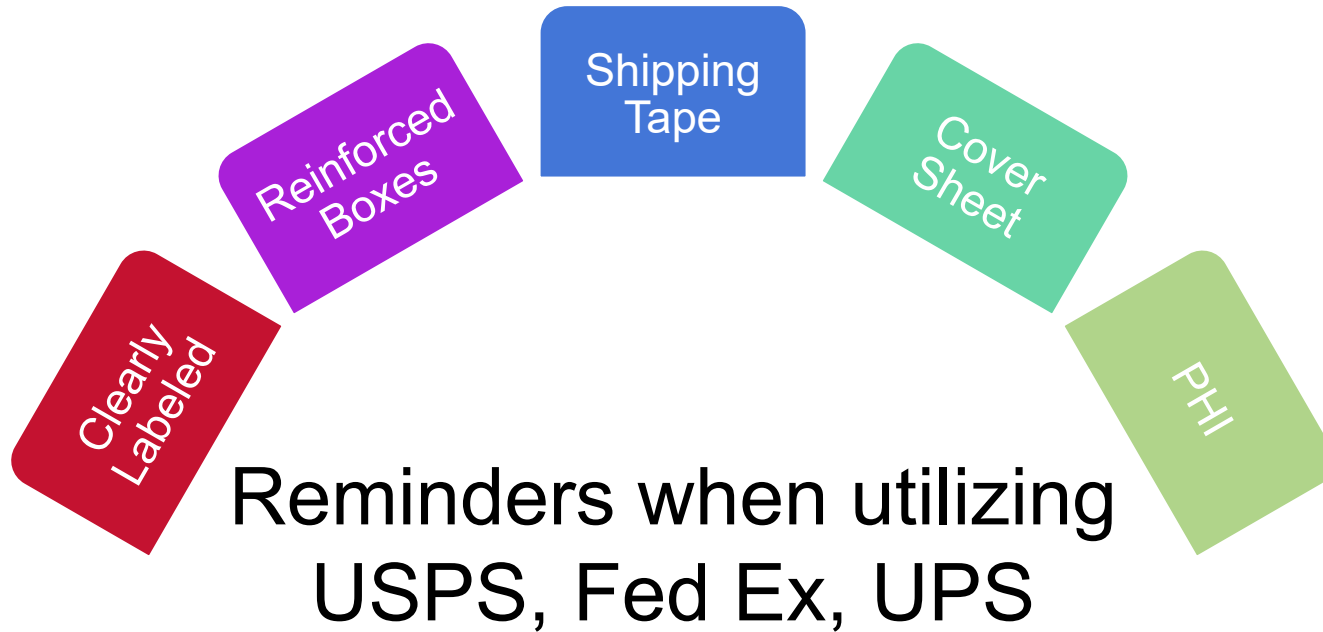 Clearly
Labeled
Reinforced
Boxes
Shipping
Tape
Cover
Sheet
PHI
Reminders when utilizing
USPS, Fed Ex, UPS